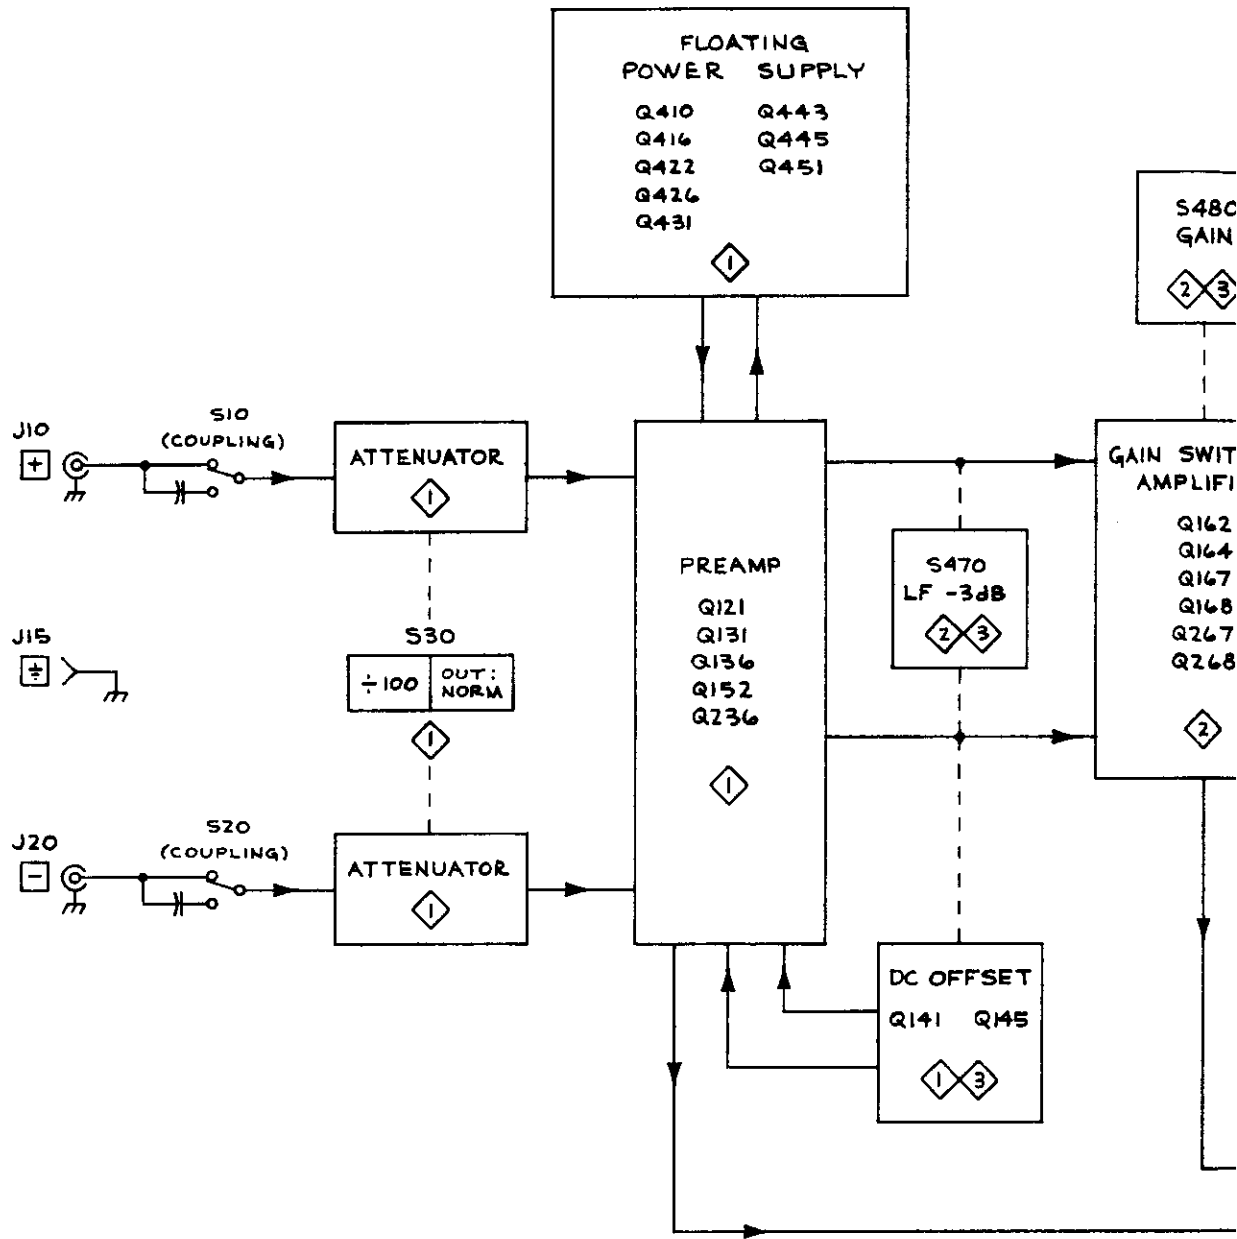 FLOATING
POWER SUPPLY
Q410 Q443
Q416 Q445
Q422 Q451
Q426
Q431
1
S480
GAIN
2 3
J10
+
S10
(COUPLING)
ATTENUATOR
1
J15
S30
÷100
OUT:
NORM
1
J20
−
S20
(COUPLING)
ATTENUATOR
1
PREAMP
Q121
Q131
Q136
Q152
Q236
1
S470
LF -3dB
2 3
GAIN SWIT
AMPLIFI
Q162
Q164
Q167
Q168
Q267
Q268
2
DC OFFSET
Q141 Q145
1 3